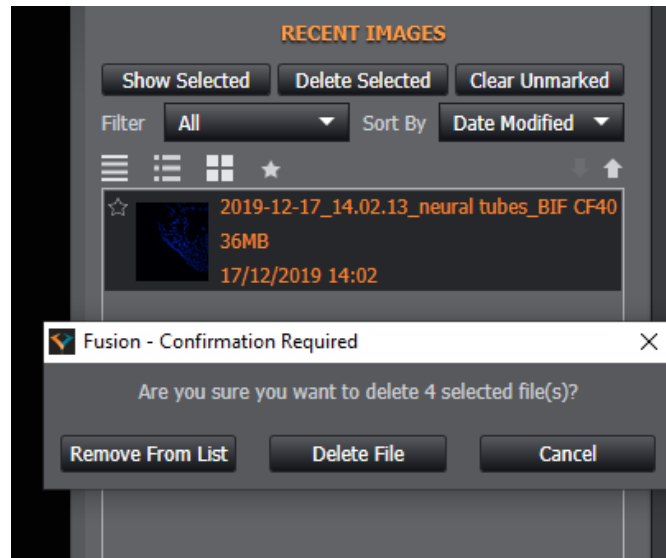 RECENT IMAGES
Show Selected Delete Selected Clear Unmarked
Filter All Sort By Date Modified
2019-12-17_14.02.13_neural tubes_BIF CF40
36MB
17/12/2019 14:02
Fusion - Confirmation Required
Are you sure you want to delete 4 selected file(s)?
Remove From List Delete File Cancel